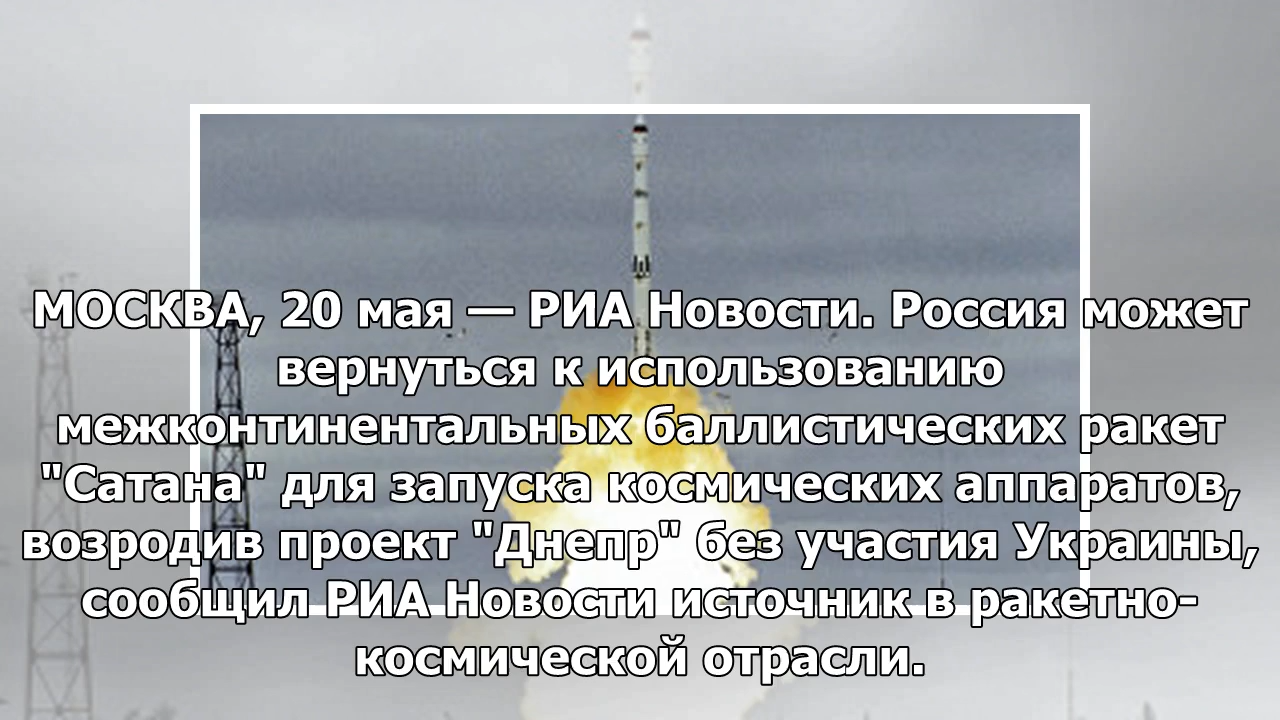 МОСКВА, 20 мая — РИА Новости. Россия может
вернуться к использованию
межконтинентальных баллистических ракет
"Сатана" для запуска космических аппаратов,
возродив проект "Днепр" без участия Украины,
сообщил РИА Новости источник в ракетно-
космической отрасли.